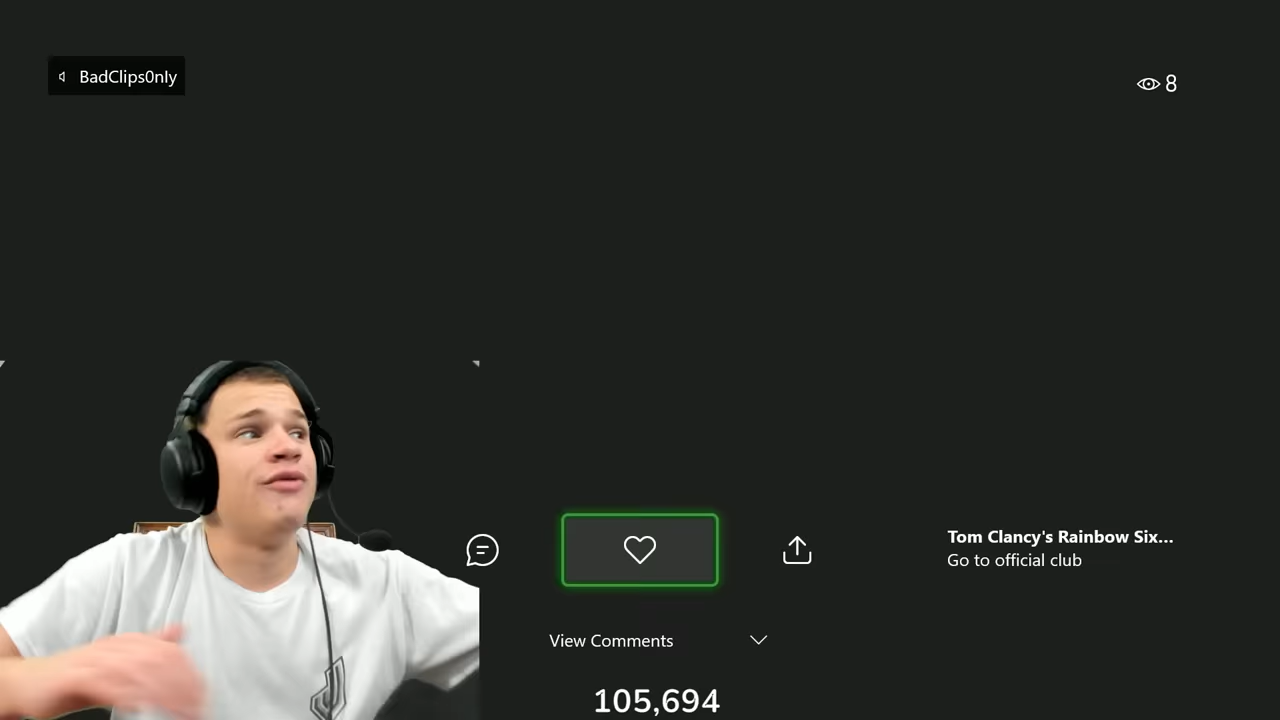 BadClips0nly
8
Tom Clancy's Rainbow Six...
Go to official club
View Comments
105,694